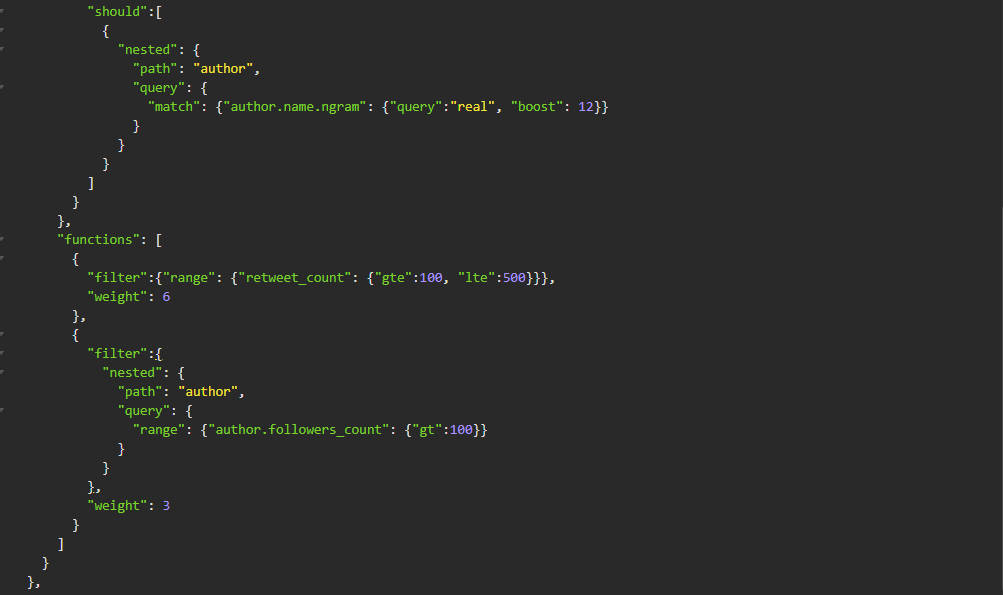 "should":[
{
"nested": {
"path": "author",
"query": {
"match": {"author.name.ngram": {"query":"real", "boost": 12}}
}
}
}
]
}
},
"functions": [
{
"filter":{"range": {"retweet_count": {"gte":100, "lte":500}}},
"weight": 6
},
{
"filter":{
"nested": {
"path": "author",
"query": {
"range": {"author.followers_count": {"gt":100}}
}
}
},
"weight": 3
}
]
}
},